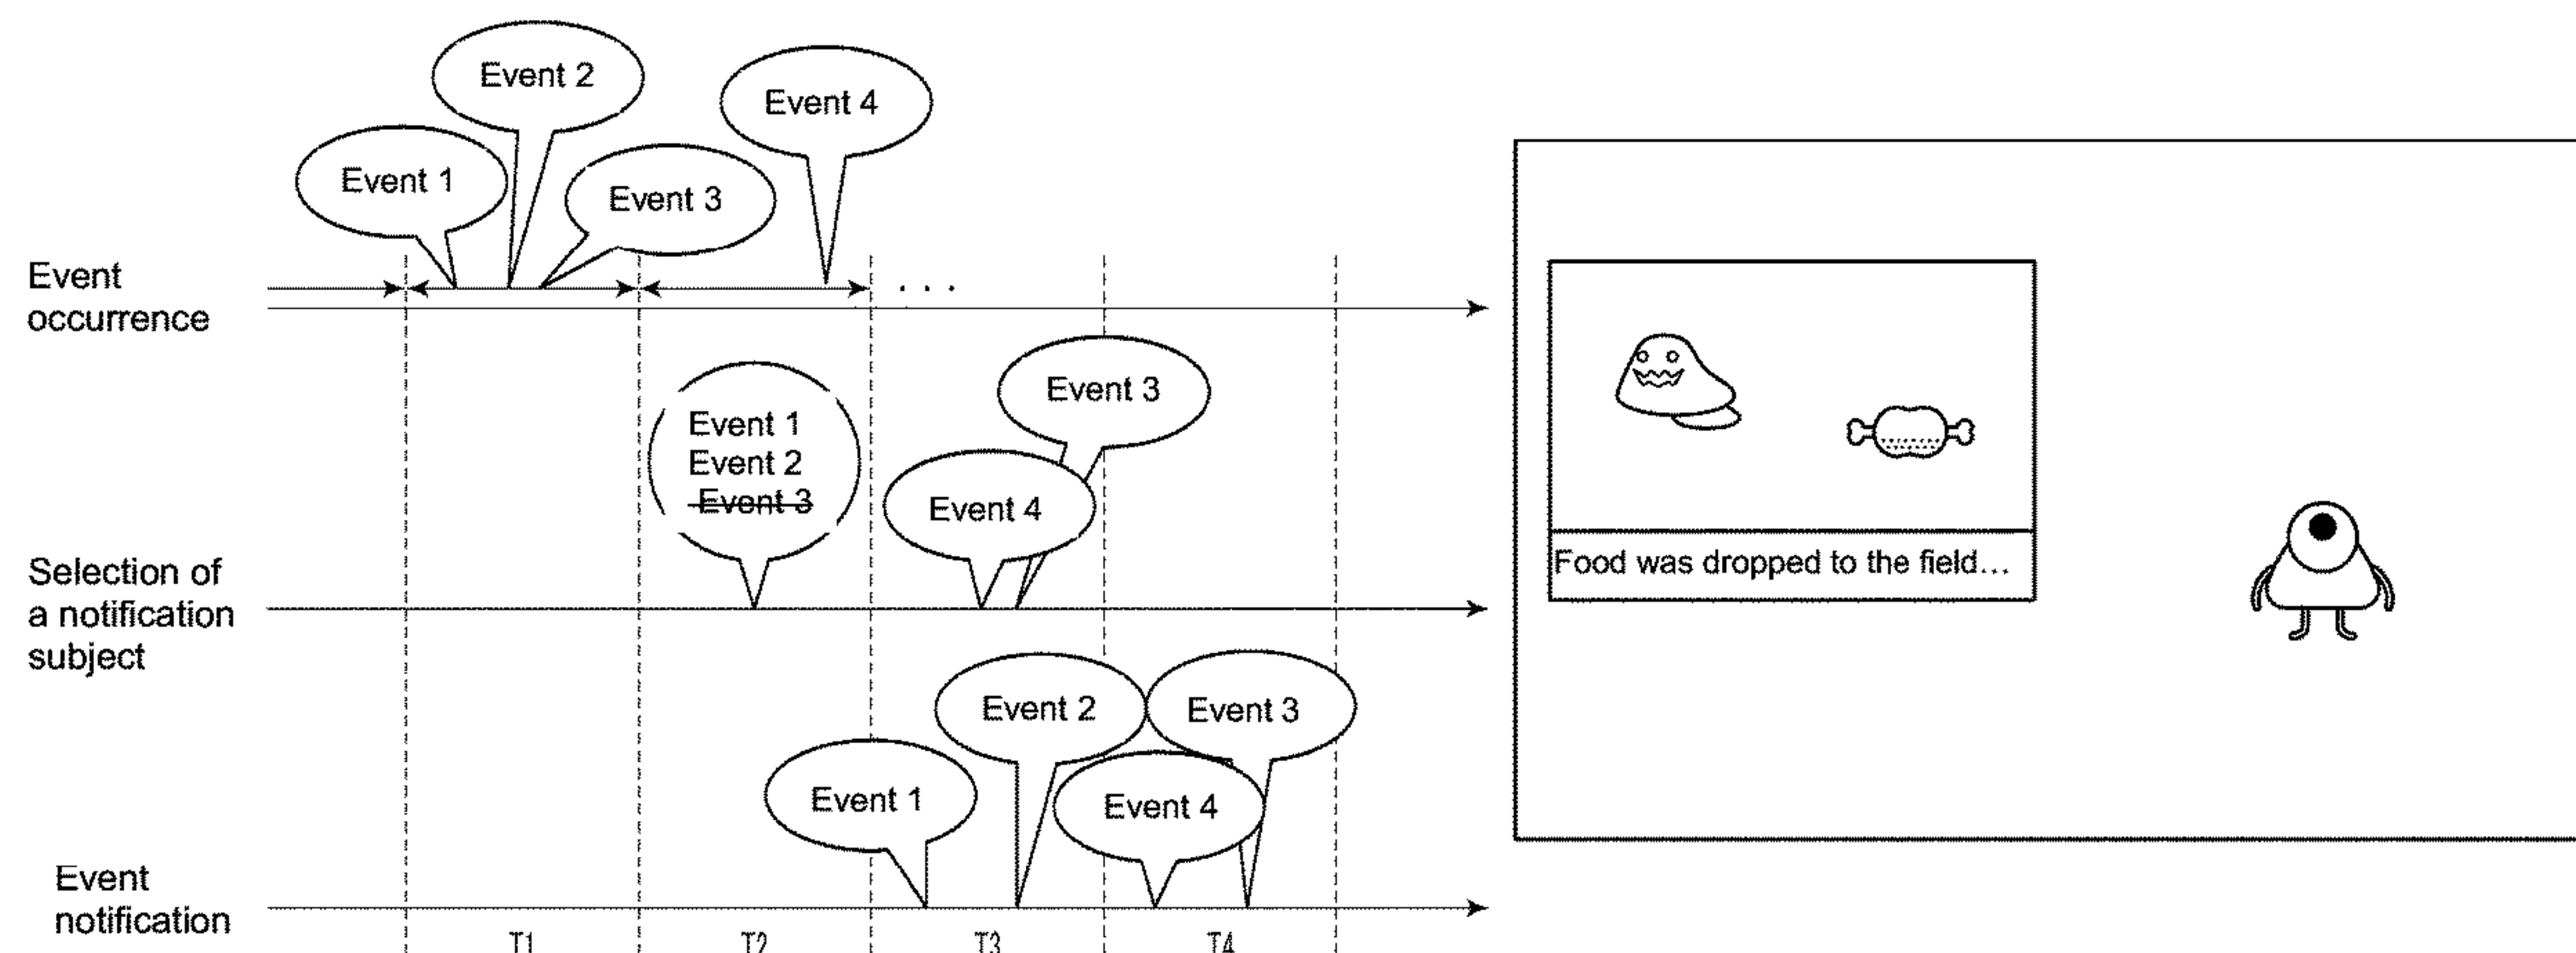 Event 2
Event 4
Event 1
Event 3
Event
occurrence
. . .
Event 3
Event 1
Event 2
Event 3
Event 4
Selection of
a notification
subject
Food was dropped to the field...
Event 2
Event 3
Event 1
Event 4
Event
notification
T1
T2
T3
T4